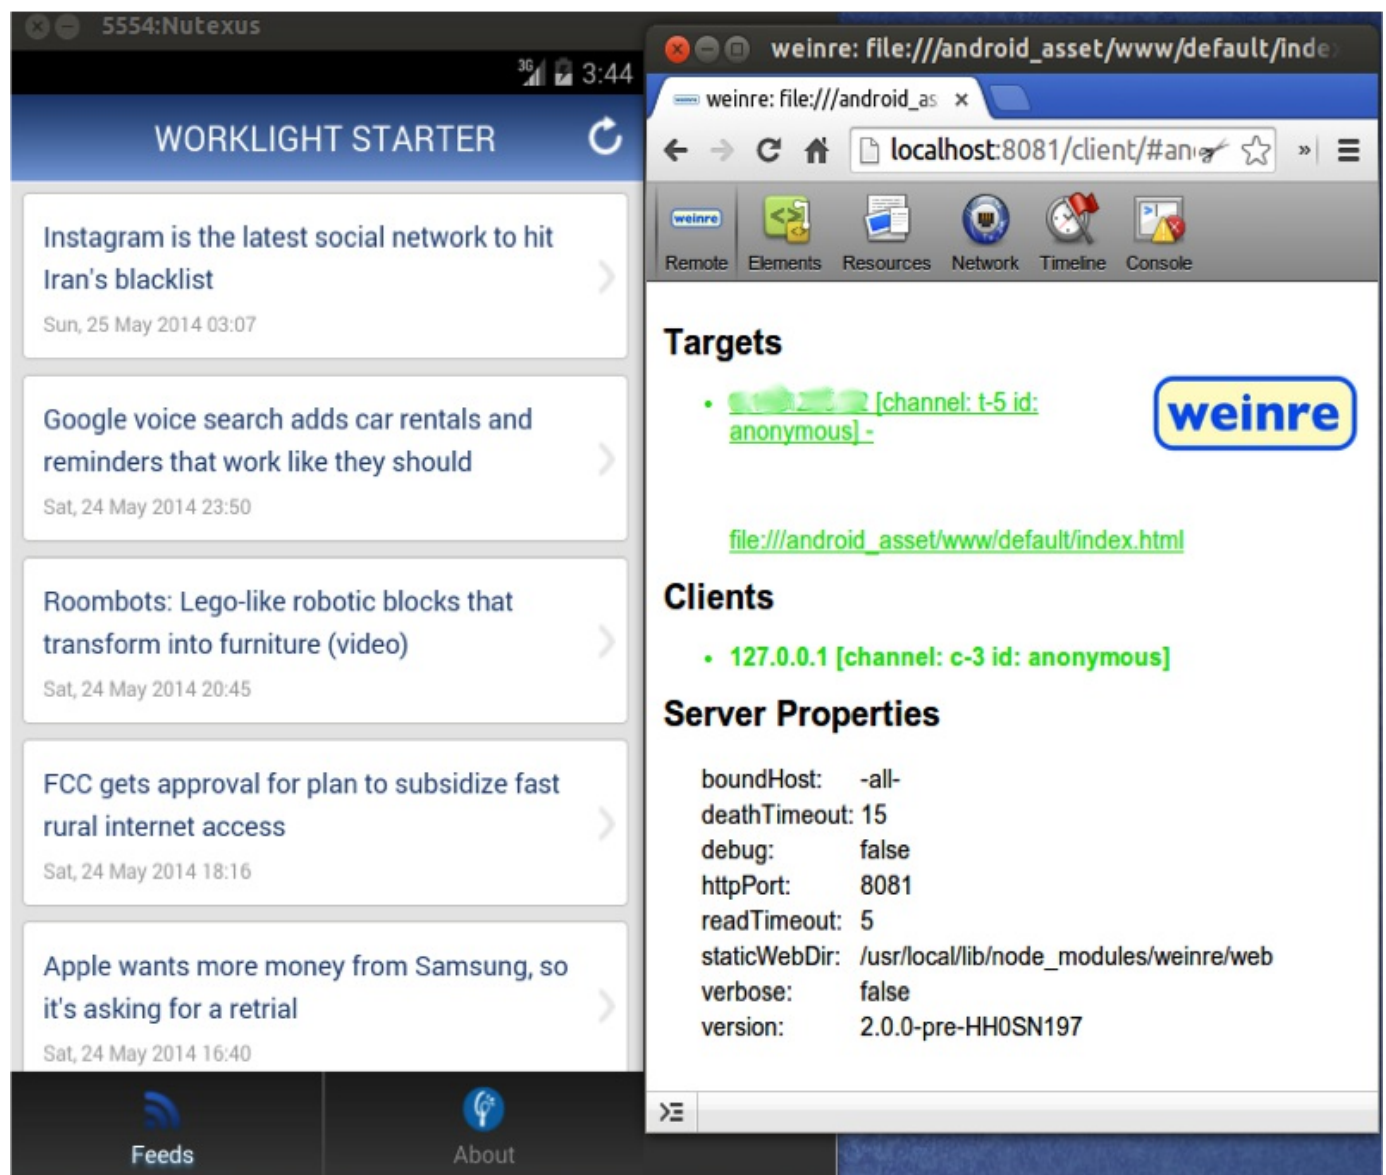 5554:Nutexus
3G 3:44
WORKLIGHT STARTER
Instagram is the latest social network to hit
Iran's blacklist
Sun, 25 May 2014 03:07
Google voice search adds car rentals and
reminders that work like they should
Sat, 24 May 2014 23:50
Roombots: Lego-like robotic blocks that
transform into furniture (video)
Sat, 24 May 2014 20:45
FCC gets approval for plan to subsidize fast
rural internet access
Sat, 24 May 2014 18:16
Apple wants more money from Samsung, so
it's asking for a retrial
Sat, 24 May 2014 16:40
Feeds About
weinre: file:///android_asset/www/default/inde
weinre: file:///android_as
localhost:8081/client/#an
weinre
Remote Elements Resources Network Timeline Console
Targets
[channel: t-5 id:
anonymous] -
weinre
file:///android_asset/www/default/index.html
Clients
• 127.0.0.1 [channel: c-3 id: anonymous]
Server Properties
boundHost: -all-
deathTimeout: 15
debug: false
httpPort: 8081
readTimeout: 5
staticWebDir: /usr/local/lib/node_modules/weinre/web
verbose: false
version: 2.0.0-pre-HH0SN197